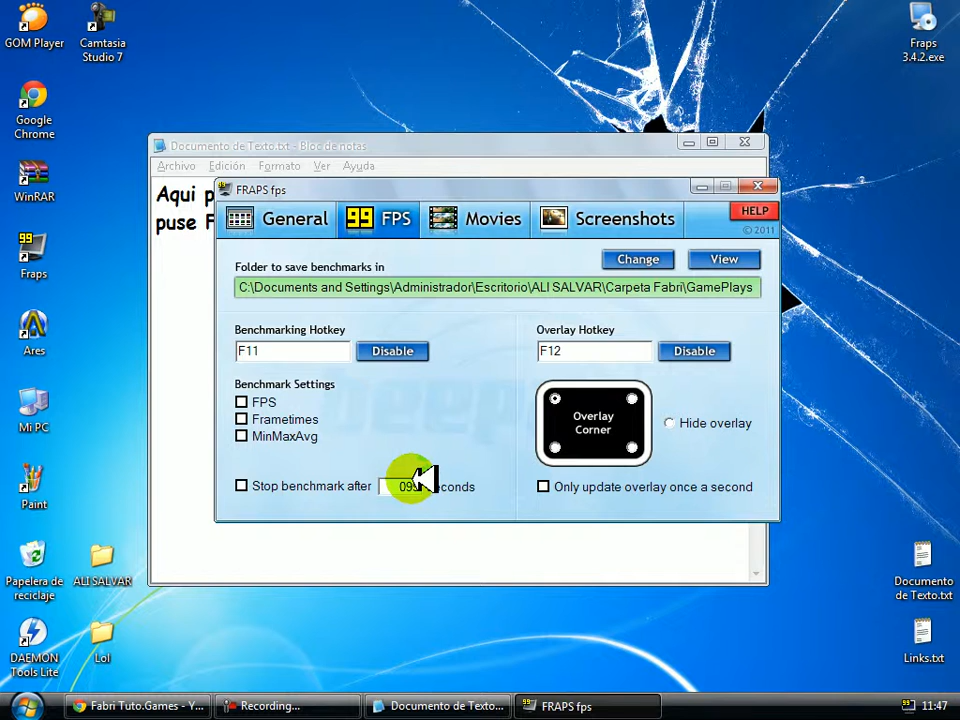 GOM Player
Camtasia
Studio 7
Fraps
3.4.2.exe
Google
Chrome
Documento de Texto.txt - Bloc de notas
Archivo Edición Formato Ver Ayuda
WinRAR
Aqui
puse
FRAPS fps
General
99 FPS
Movies
Screenshots
HELP
© 2011
99
Fraps
Folder to save benchmarks in
Change
View
C:\Documents and Settings\Administrador\Escritorio\ALI SALVAR\Carpeta Fabri\GamePlays
Benchmarking Hotkey
Overlay Hotkey
F11
Disable
F12
Disable
Ares
Benchmark Settings
FPS
Frametimes
MinMaxAvg
Overlay
Corner
Hide overlay
Mi PC
Stop benchmark after
Only update overlay once a second
Paint
Papelera de
reciclaje
ALI SALVAR
Documento
de Texto.txt
DAEMON
Tools Lite
Lol
Links.txt
Fabri Tuto.Games - Y...
Recording...
Documento de Texto...
99
FRAPS fps
99
11:47